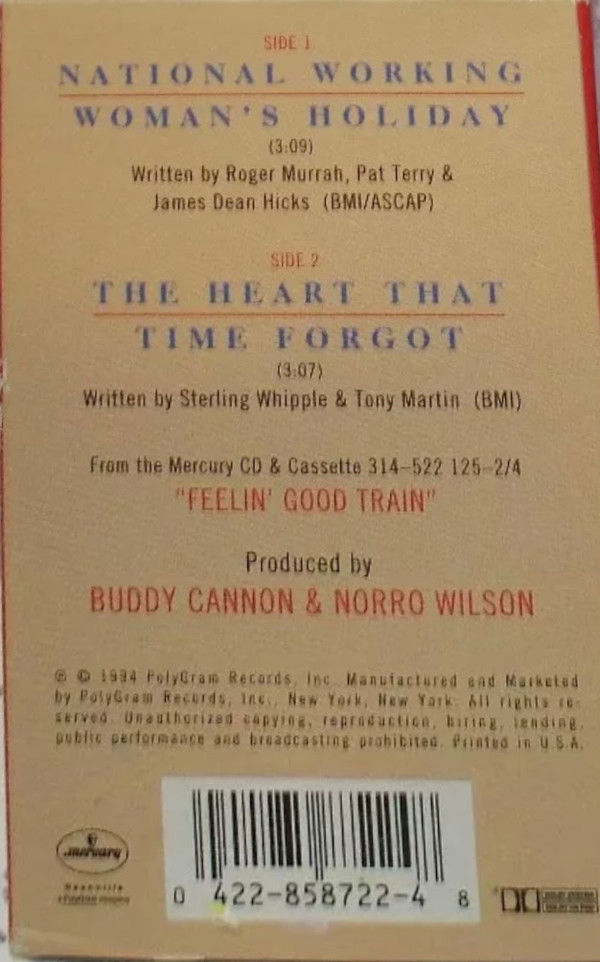 SIDE 1
NATIONAL WORKING
WOMAN'S HOLIDAY
(3:09)
Written by Roger Murrah, Pat Terry &
James Dean Hicks (BMI/ASCAP)
SIDE 2
THE HEART THAT
TIME FORGOT
(3:07)
Written by Sterling Whipple & Tony Martin (BMI)
From the Mercury CD & Cassette 314-522 125-2/4
"FEELIN' GOOD TRAIN"
Produced by
BUDDY CANNON & NORRO WILSON
℗ © 1994 PolyGram Records, Inc. Manufactured and Marketed
by PolyGram Records, Inc., New York, New York. All rights re-
served. Unauthorized copying, reproduction, hiring, lending,
public performance and broadcasting prohibited. Printed in U.S.A.
mercury
Nashville
0 422-858722-4 8